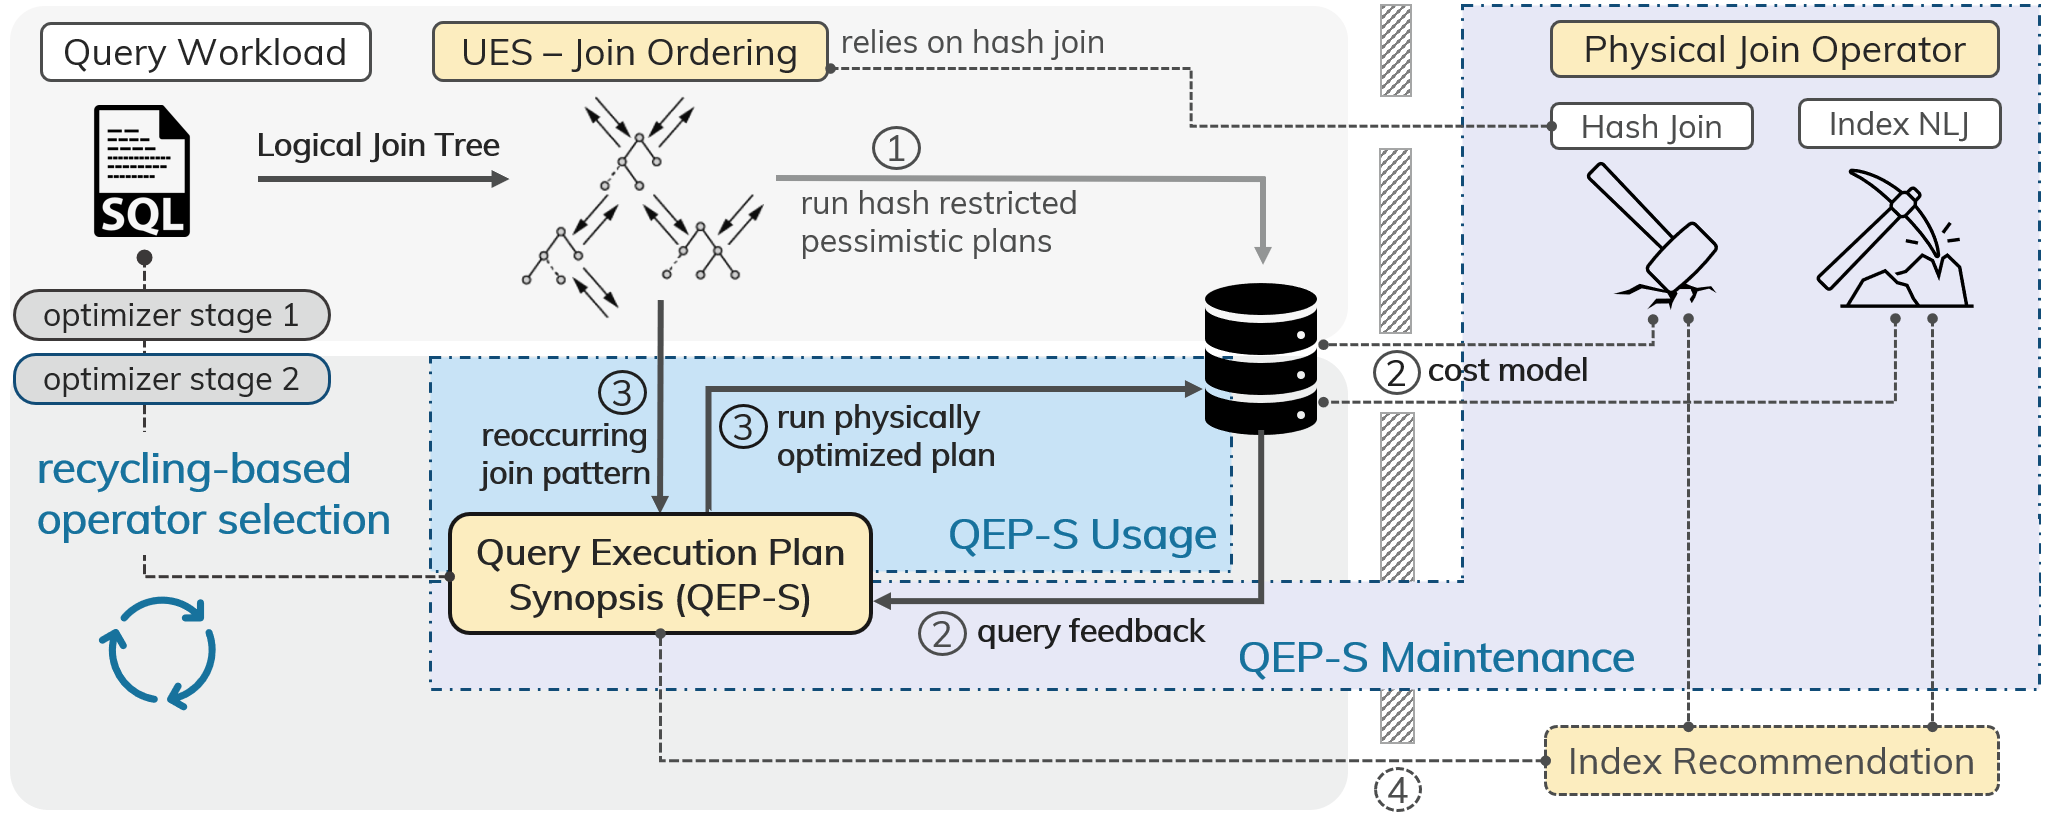 Query Workload
UES – Join Ordering
relies on hash join
Physical Join Operator
Hash Join
Index NLJ
SQL
Logical Join Tree
1
run hash restricted
pessimistic plans
optimizer stage 1
optimizer stage 2
recycling-based
operator selection
3
reoccurring
join pattern
3
run physically
optimized plan
2 cost model
QEP-S Usage
Query Execution Plan
Synopsis (QEP-S)
2 query feedback
QEP-S Maintenance
Index Recommendation
4